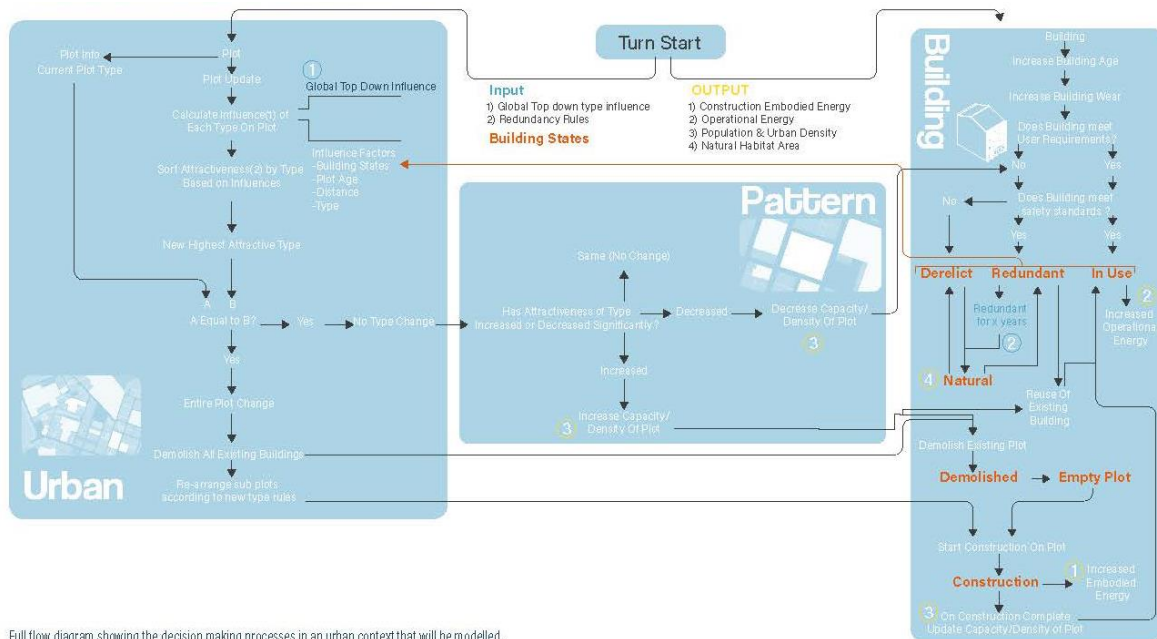 Turn Start
Input
1) Global Top down type influence
2) Redundancy Rules
Building States
OUTPUT
1) Construction Embodied Energy
2) Operational Energy
3) Population & Urban Density
4) Natural Habitat Area
Plot Info
Current Plot Type
Plot
Plot Update
1
Global Top Down Influence
Calculate Influence(1) of
Each Type On Plot
Influence Factors
-Building States
-Plot Age
-Distance
-Type
Sort Attractiveness(2) by Type
Based on Influences
New Highest Attractive Type
A
B
A Equal to B?
Yes
No Type Change
Yes
Entire Plot Change
Demolish All Existing Buildings
Re-arrange sub plots
according to new type rules
Urban
Pattern
Same (No Change)
Has Attractiveness of Type
Increased or Decreased Significantly?
Decreased
Decrease Capacity/
Density Of Plot
3
Increased
3
Increase Capacity/
Density Of Plot
Building
Building
Increase Building Age
Increase Building Wear
Does Building meet
User Requirements?
No
Yes
No
Does Building meet
safety standards ?
Yes
Yes
Derelict
Redundant
In Use
Redundant
for x years
2
2
Increased
Operational
Energy
4
Natural
Reuse Of
Existing
Building
Demolish Existing Plot
Demolished
Empty Plot
Start Construction On Plot
Construction
1
Increased
Embodied
Energy
3
On Construction Complete
Update Capacity/Density of Plot
Full flow diagram showing the decision making processes in an urban context that will be modelled